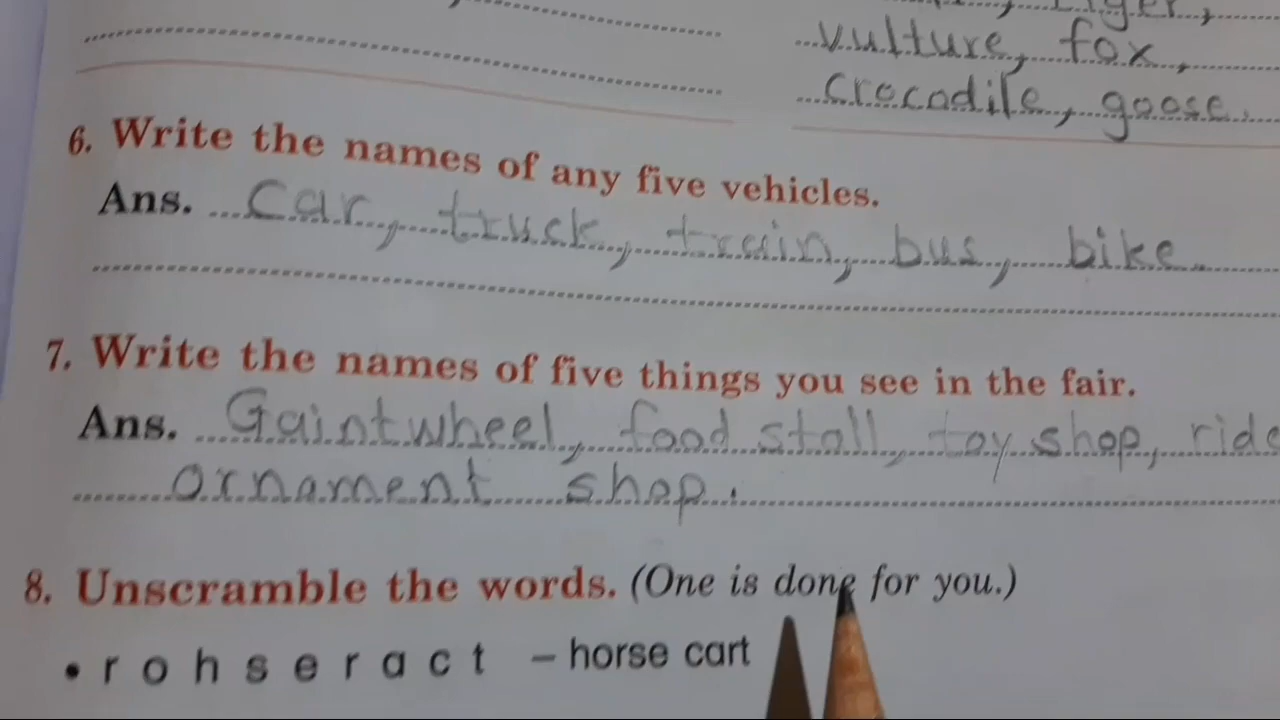 vulture, fox,
crocodile, goose.
6. Write the names of any five vehicles.
Ans. Car, truck, train, bus, bike.
7. Write the names of five things you see in the fair.
Ans. Gaint wheel, food stall, toy shop, ride
ornament shop.
8. Unscramble the words. (One is done for you.)
• r o h s e r a c t – horse cart